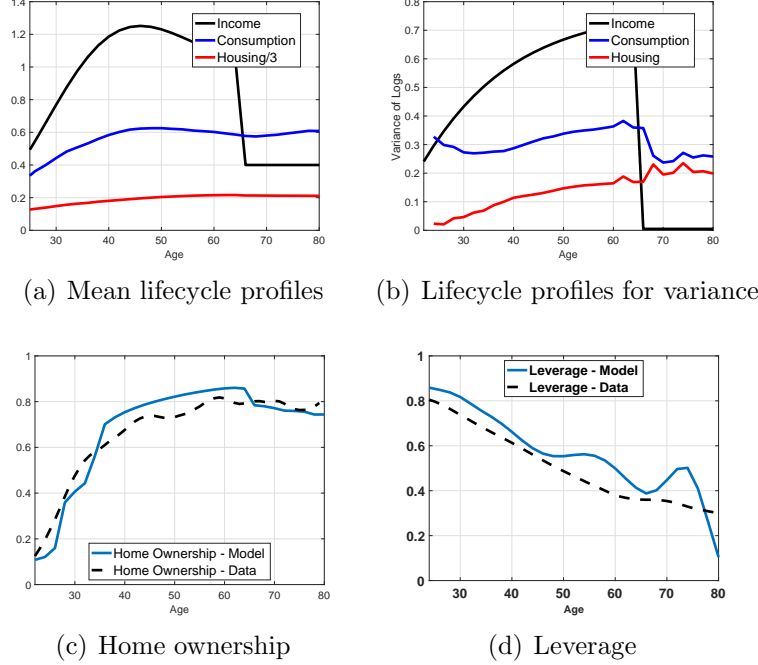 1.4
1.2
1
0.8
0.6
0.4
0.2
0
30 40 50 60 70 80
Age
Income
Consumption
Housing/3
(a) Mean lifecycle profiles
0.8
0.7
0.6
0.5
0.4
0.3
0.2
0.1
0
Variance of Logs
30 40 50 60 70 80
Age
Income
Consumption
Housing
(b) Lifecycle profiles for variance
1
0.8
0.6
0.4
0.2
0
30 40 50 60 70 80
Age
Home Ownership - Model
Home Ownership - Data
(c) Home ownership
1
0.8
0.6
0.4
0.2
0
30 40 50 60 70 80
Age
Leverage - Model
Leverage - Data
(d) Leverage